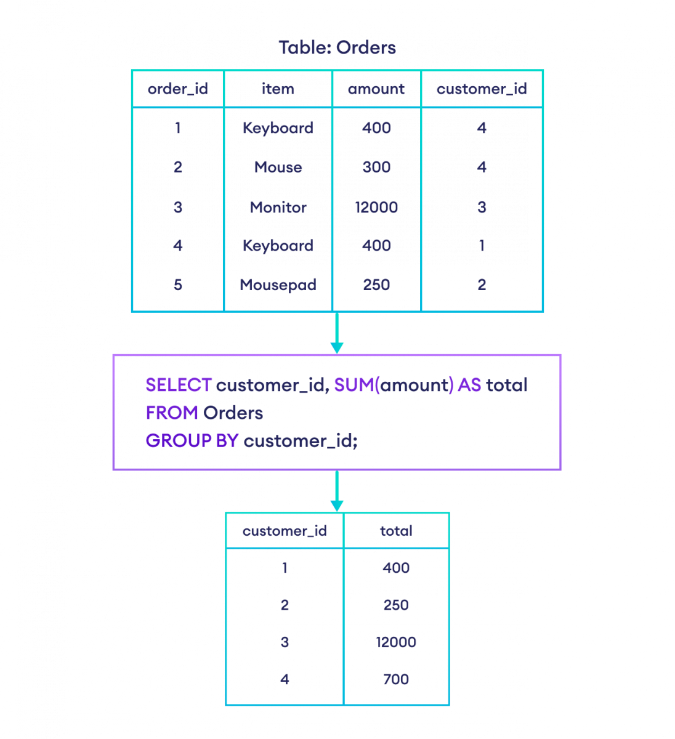 Table: Orders
order_id item amount customer_id
1 Keyboard 400 4
2 Mouse 300 4
3 Monitor 12000 3
4 Keyboard 400 1
5 Mousepad 250 2
SELECT customer_id, SUM(amount) AS total
FROM Orders
GROUP BY customer_id;
customer_id total
1 400
2 250
3 12000
4 700